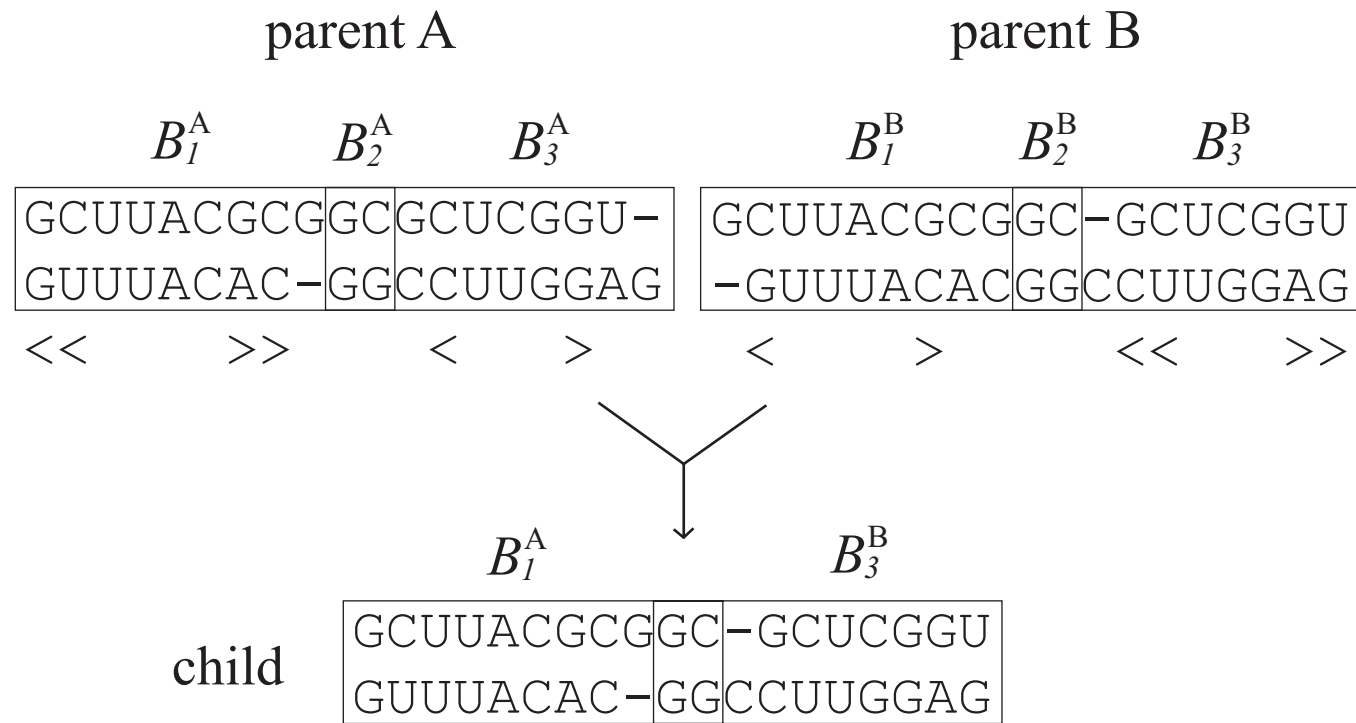 parent A parent B
B₁ᴬ B₂ᴬ B₃ᴬ B₁ᴮ B₂ᴮ B₃ᴮ
GCUUACGCGGCGCUCGGU– GCUUACGCGGC–GCUCGGU
GUUUACAC–GGCCUUGGAG –GUUUACACGGCCUUGGAG
<< >> < > < > << >>
B₁ᴬ B₃ᴮ
GCUUACGCGGC–GCUCGGU
child GUUUACAC–GGCCUUGGAG